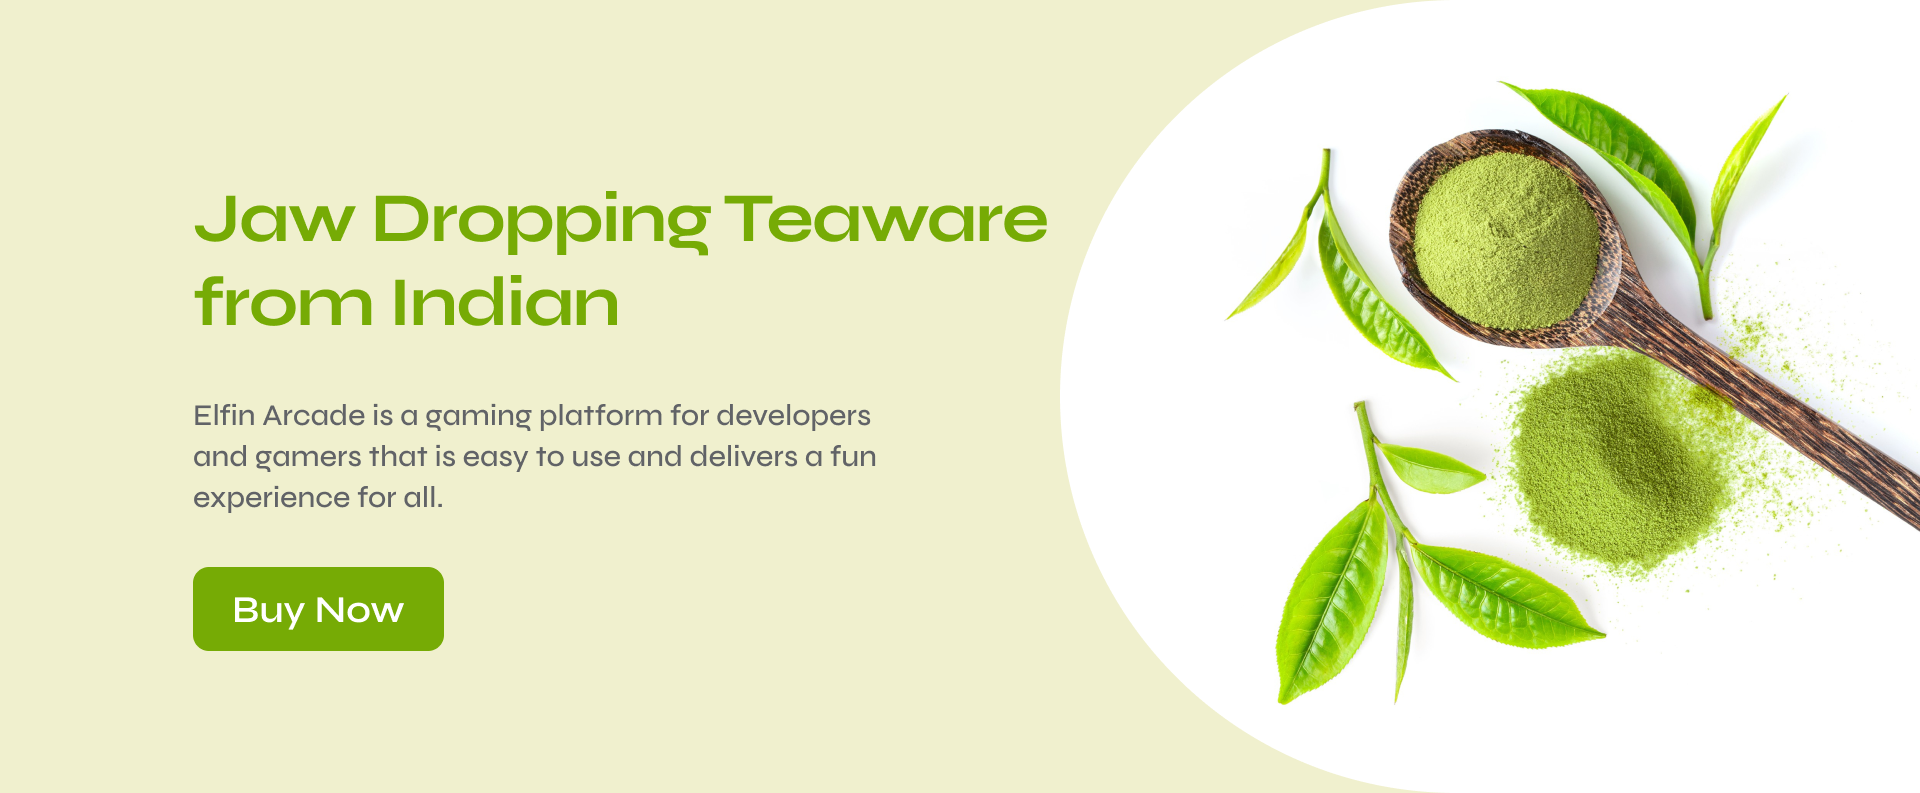 Jaw Dropping Teaware
from Indian
Elfin Arcade is a gaming platform for developers
and gamers that is easy to use and delivers a fun
experience for all.
Buy Now